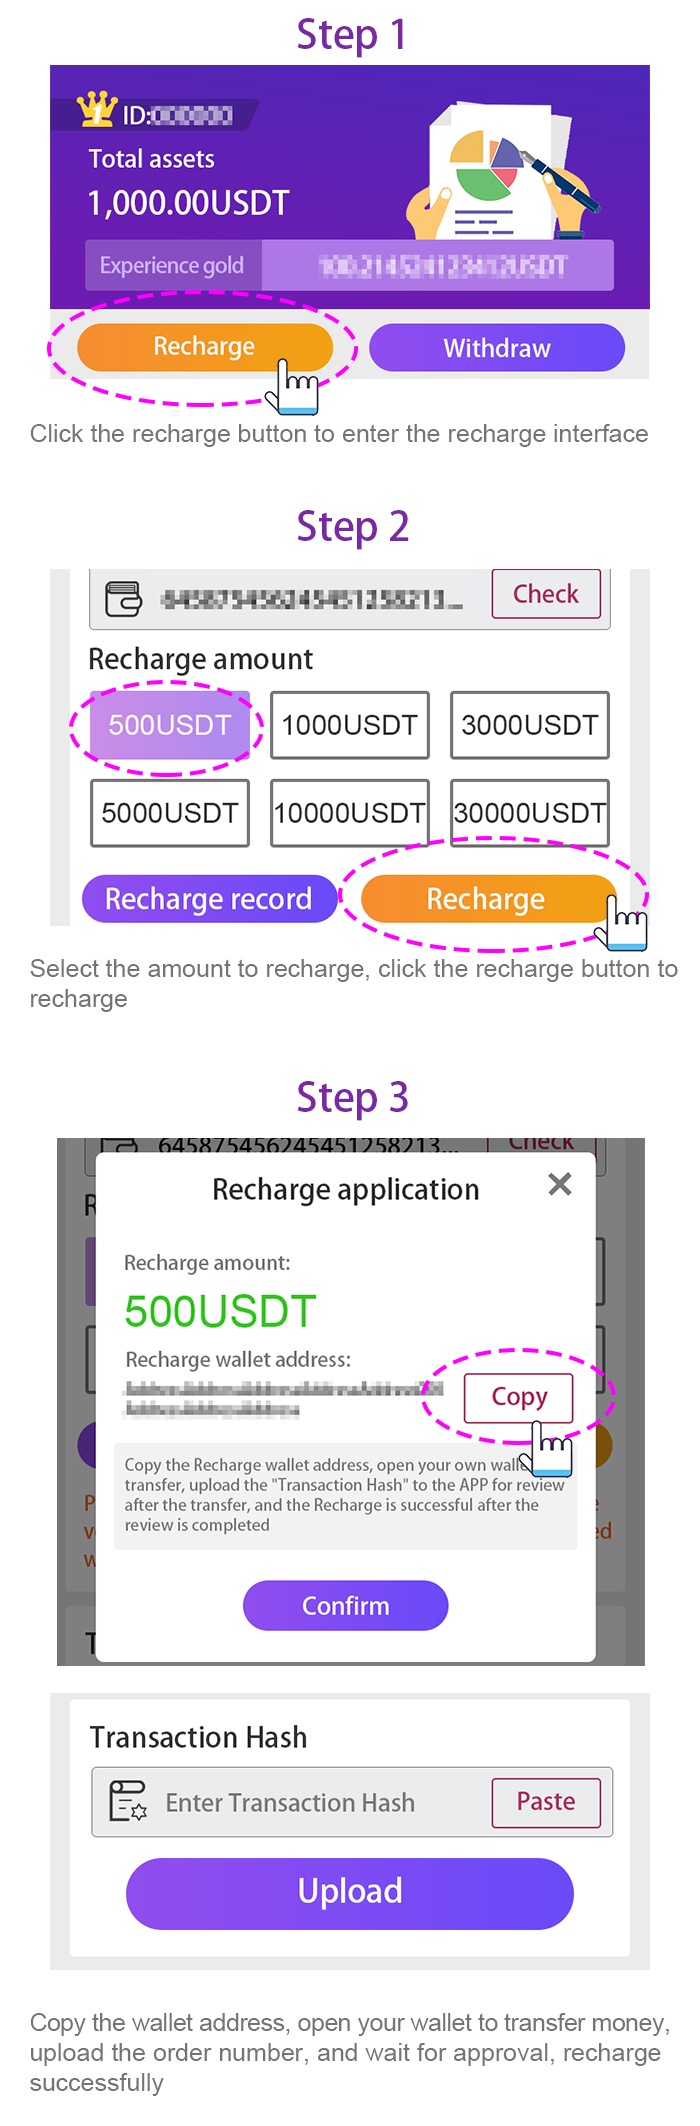 Step 1
1
ID:
Total assets
1,000.00USDT
Experience gold
Recharge
Withdraw
Click the recharge button to enter the recharge interface
Step 2
Check
Recharge amount
500USDT
1000USDT
3000USDT
5000USDT
10000USDT
30000USDT
Recharge record
Recharge
Select the amount to recharge, click the recharge button to
recharge
Step 3
645875456245451258213...
Check
Recharge application
Recharge amount:
500USDT
Recharge wallet address:
Copy
Copy the Recharge wallet address, open your own
transfer, upload the "Transaction Hash" to the APP for review
after the transfer, and the Recharge is successful after the
review is completed
Confirm
Transaction Hash
Enter Transaction Hash
Paste
Upload
Copy the wallet address, open your wallet to transfer money,
upload the order number, and wait for approval, recharge
successfully